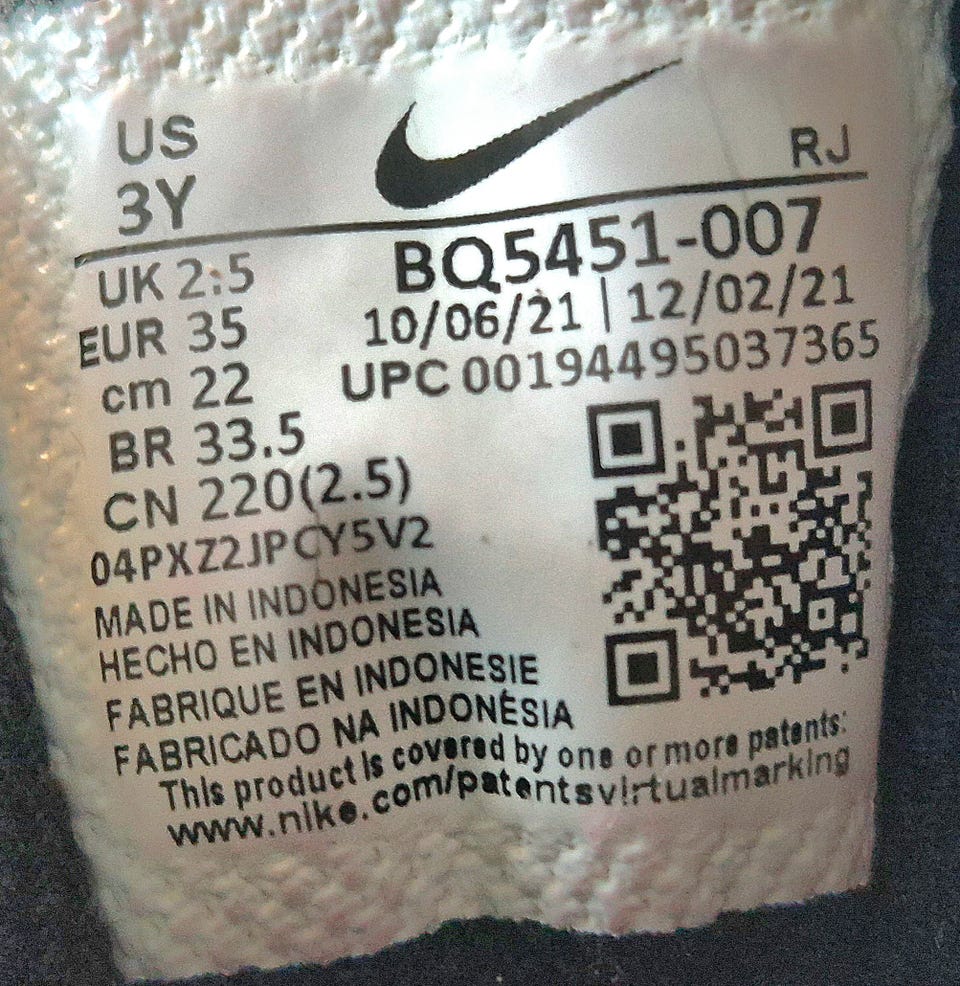 US
3Y
RJ
UK 2.5
EUR 35
cm 22
BR 33.5
CN 220(2.5)
BQ5451-007
10/06/21 | 12/02/21
UPC 00194495037365
04PXZ2JPCY5V2
MADE IN INDONESIA
HECHO EN INDONESIA
FABRIQUE EN INDONESIE
FABRICADO NA INDONÉSIA
This product is covered by one or more patents:
www.nike.com/patentsvirtualmarking